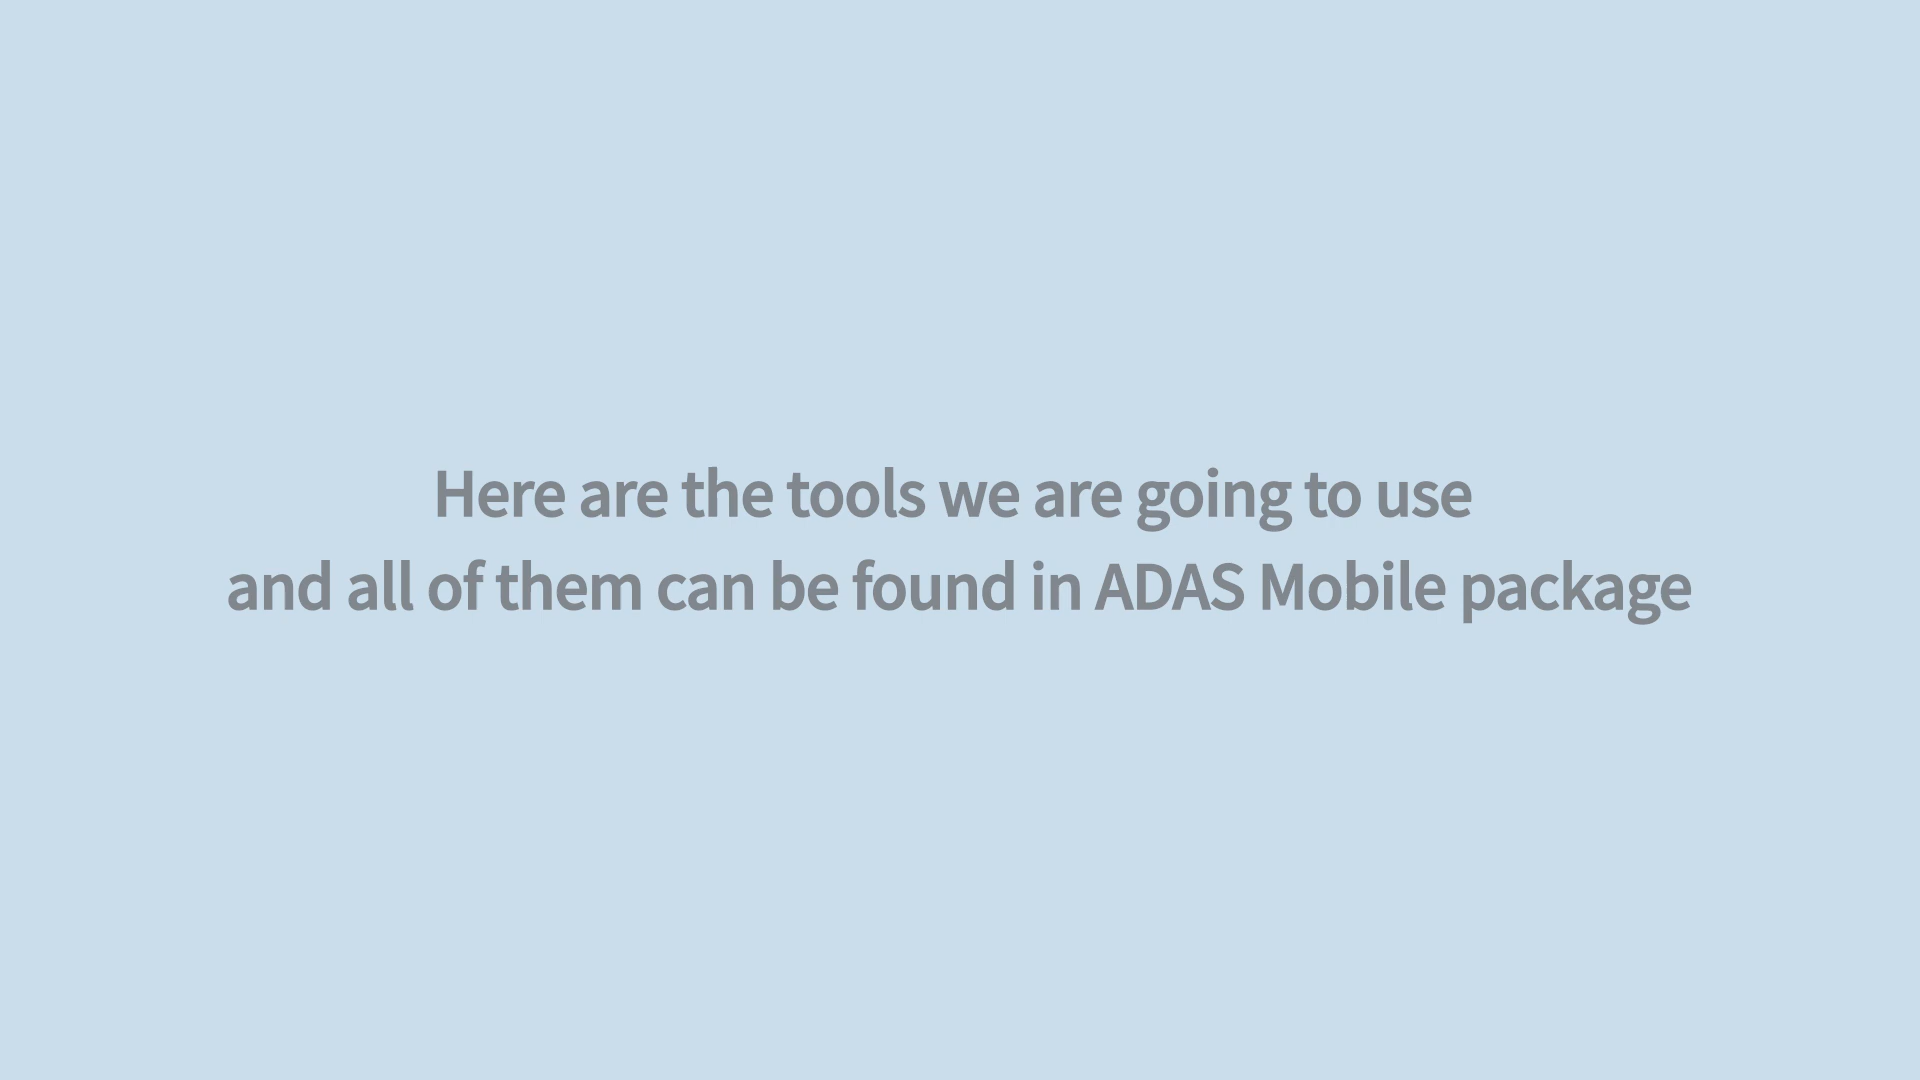 Here are the tools we are going to use
and all of them can be found in ADAS Mobile package